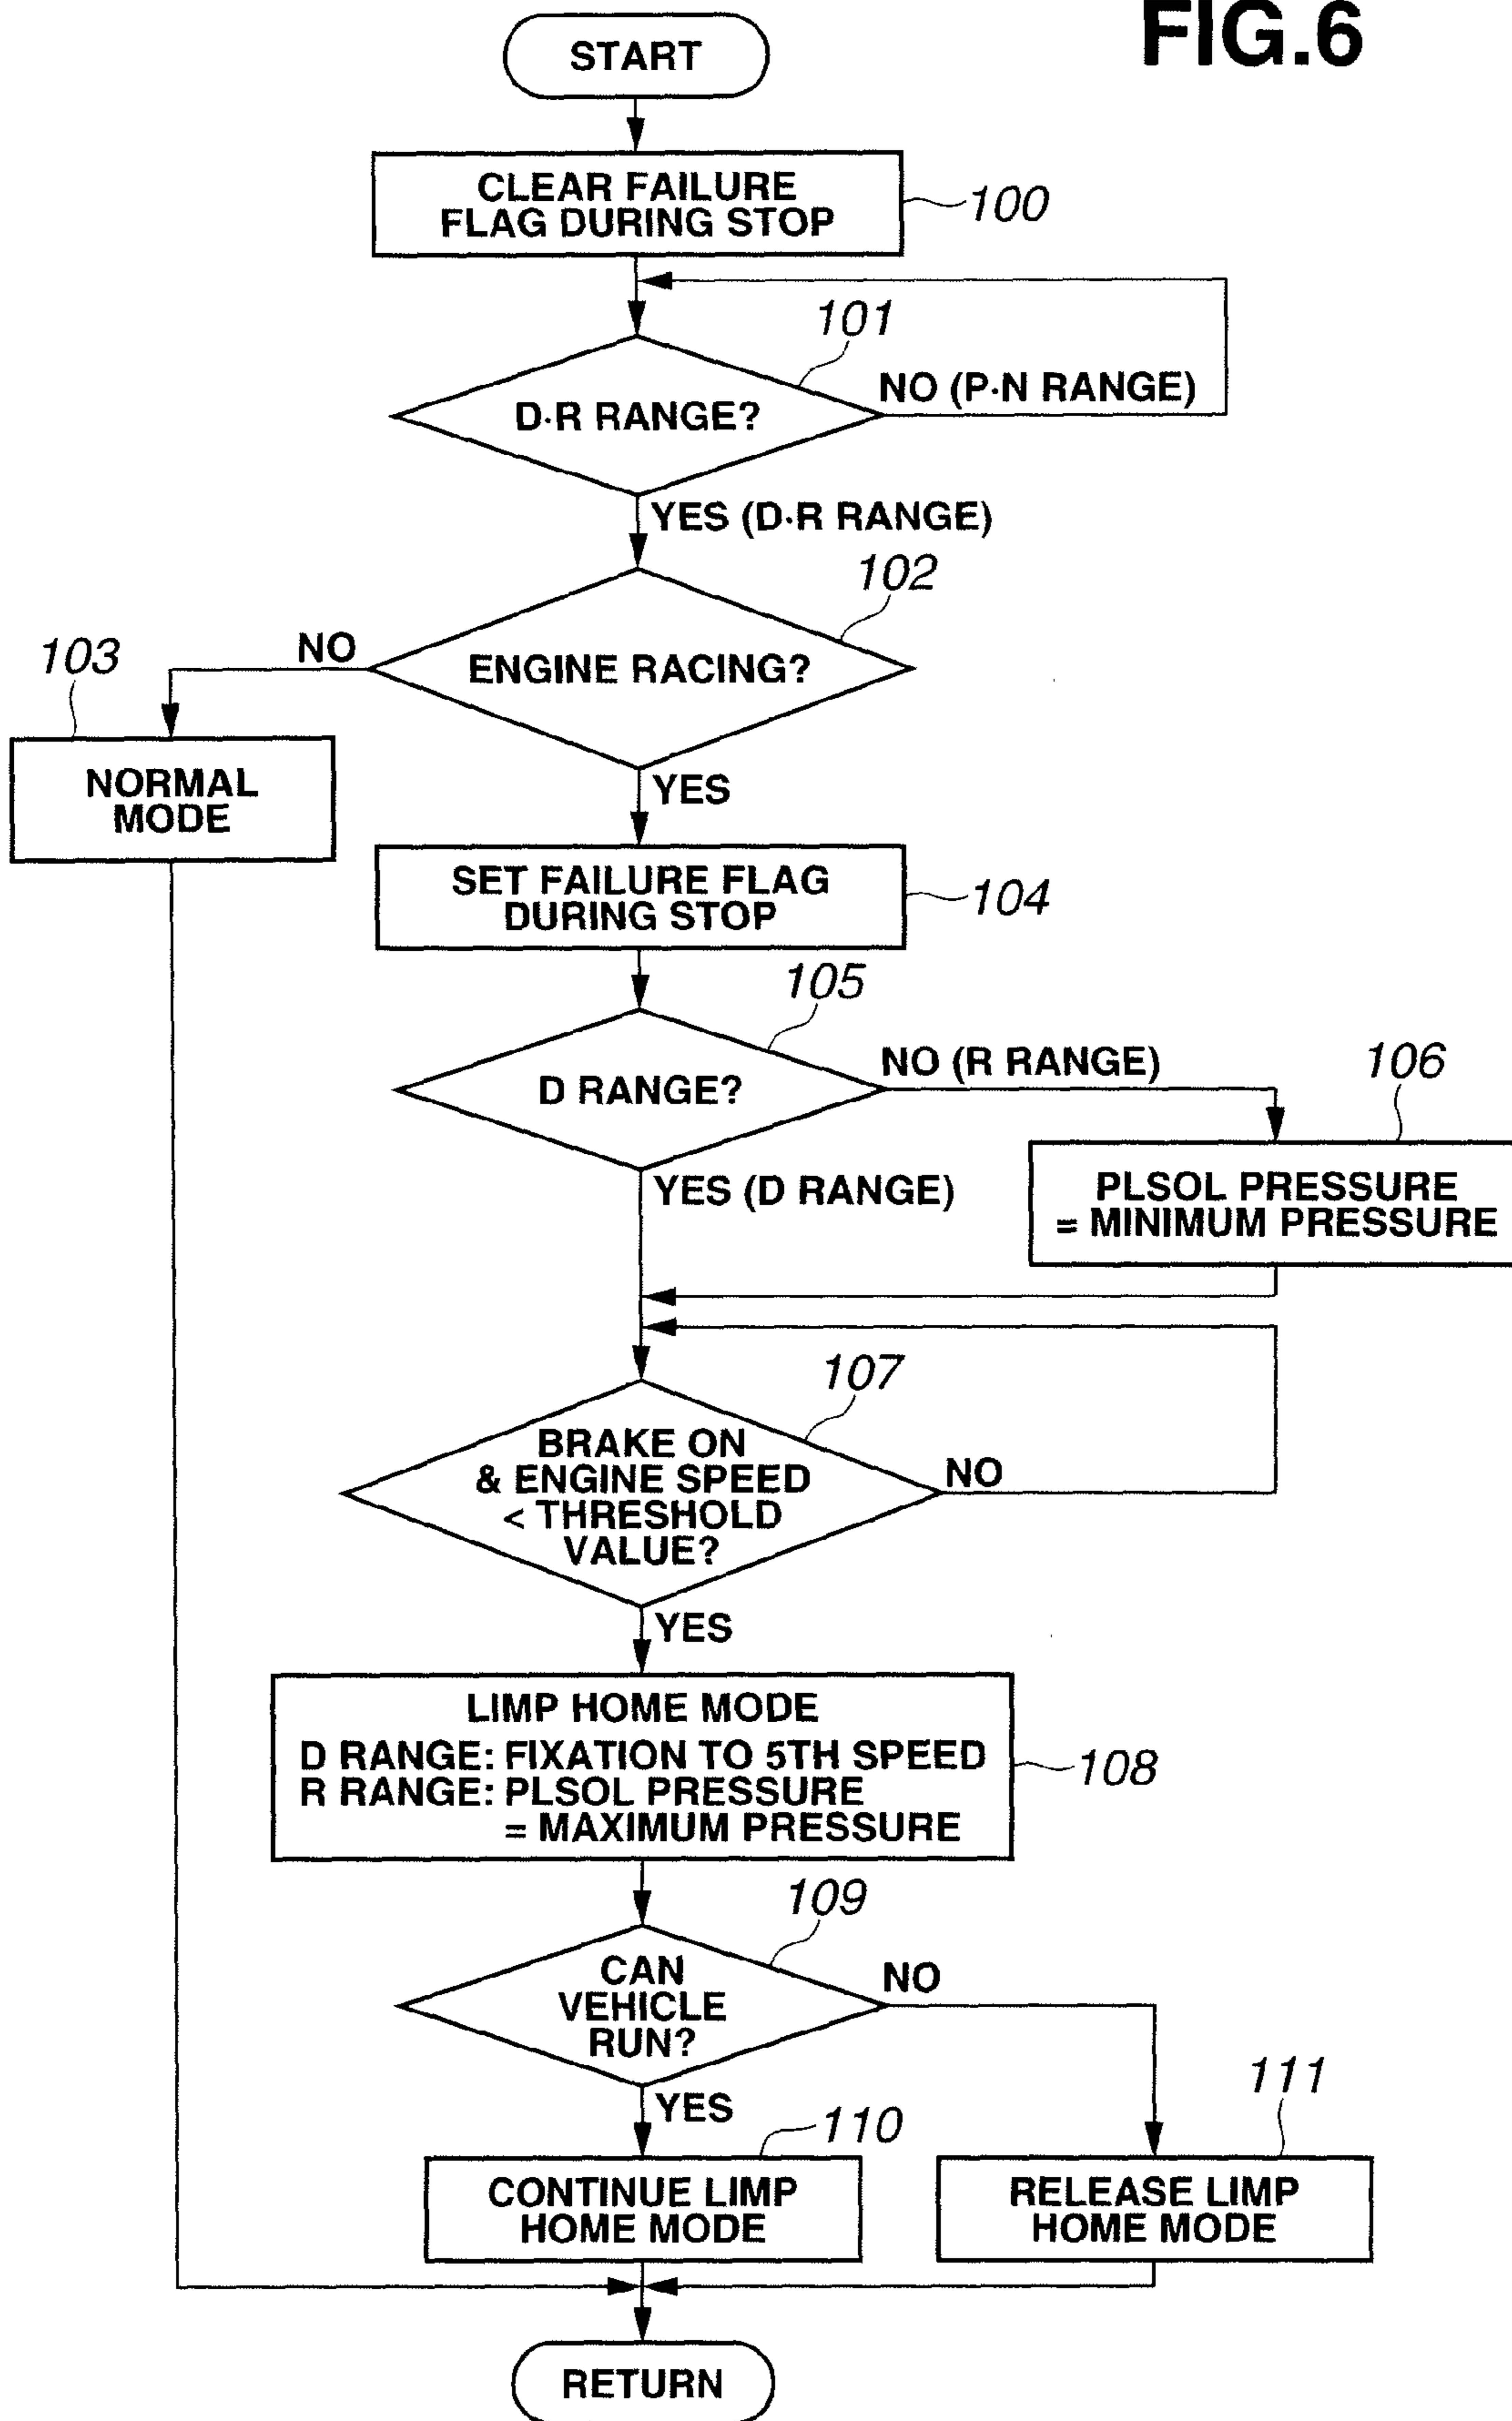 FIG.6
START
CLEAR FAILURE
FLAG DURING STOP
100
101
D·R RANGE?
NO (P·N RANGE)
YES (D·R RANGE)
102
ENGINE RACING?
NO
103
NORMAL
MODE
YES
SET FAILURE FLAG
DURING STOP
104
105
D RANGE?
NO (R RANGE)
106
PLSOL PRESSURE
= MINIMUM PRESSURE
YES (D RANGE)
107
BRAKE ON
& ENGINE SPEED
< THRESHOLD
VALUE?
NO
YES
LIMP HOME MODE
D RANGE: FIXATION TO 5TH SPEED
R RANGE: PLSOL PRESSURE
= MAXIMUM PRESSURE
108
109
CAN
VEHICLE
RUN?
NO
YES
110
111
CONTINUE LIMP
HOME MODE
RELEASE LIMP
HOME MODE
RETURN